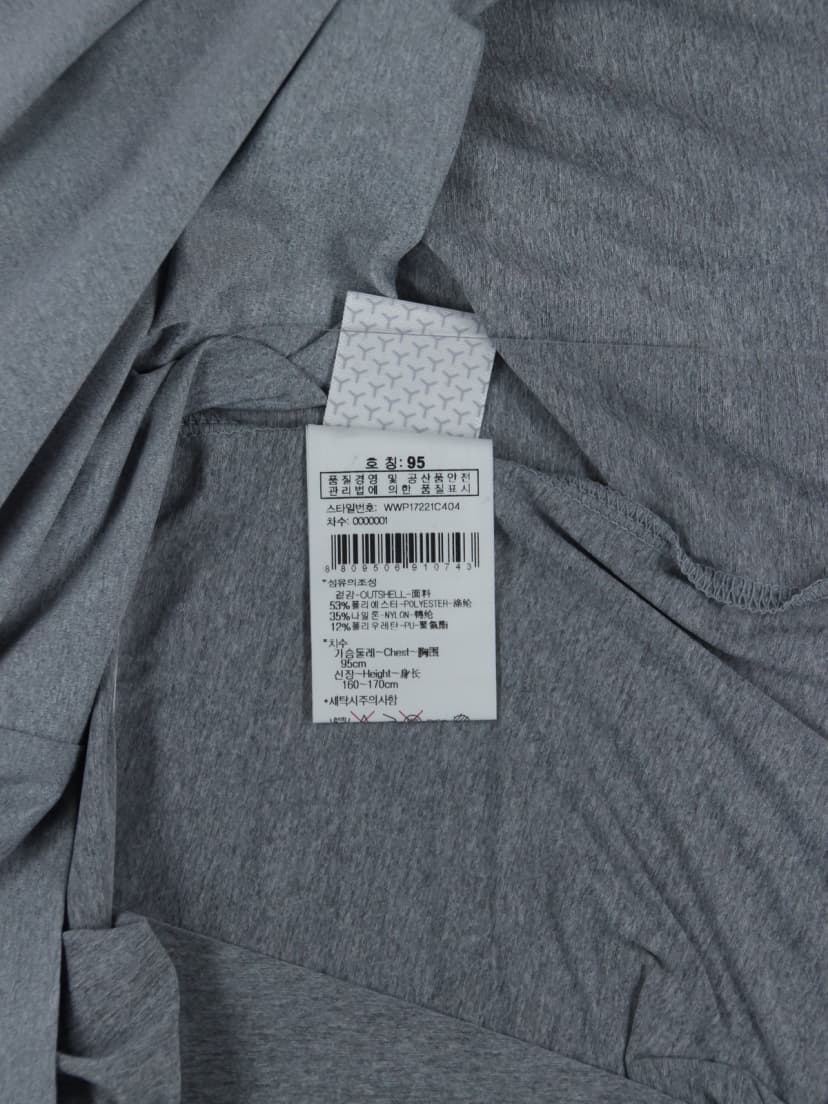 호 칭: 95
품질경영 및 공산품안전
관리법에 의한 품질표시
스타일번호: WWP17221C404
차수: 0000001
8 809506 910743
*섬유의조성
겉감-OUTSHELL-面料
53%폴리에스터-POLYESTER-涤纶
35%나일론-NYLON-锦纶
12%폴리우레탄-PU-聚氨酯
*치수
가슴둘레-Chest-胸围
95cm
신장-Height-身长
160~170cm
*세탁시주의사항